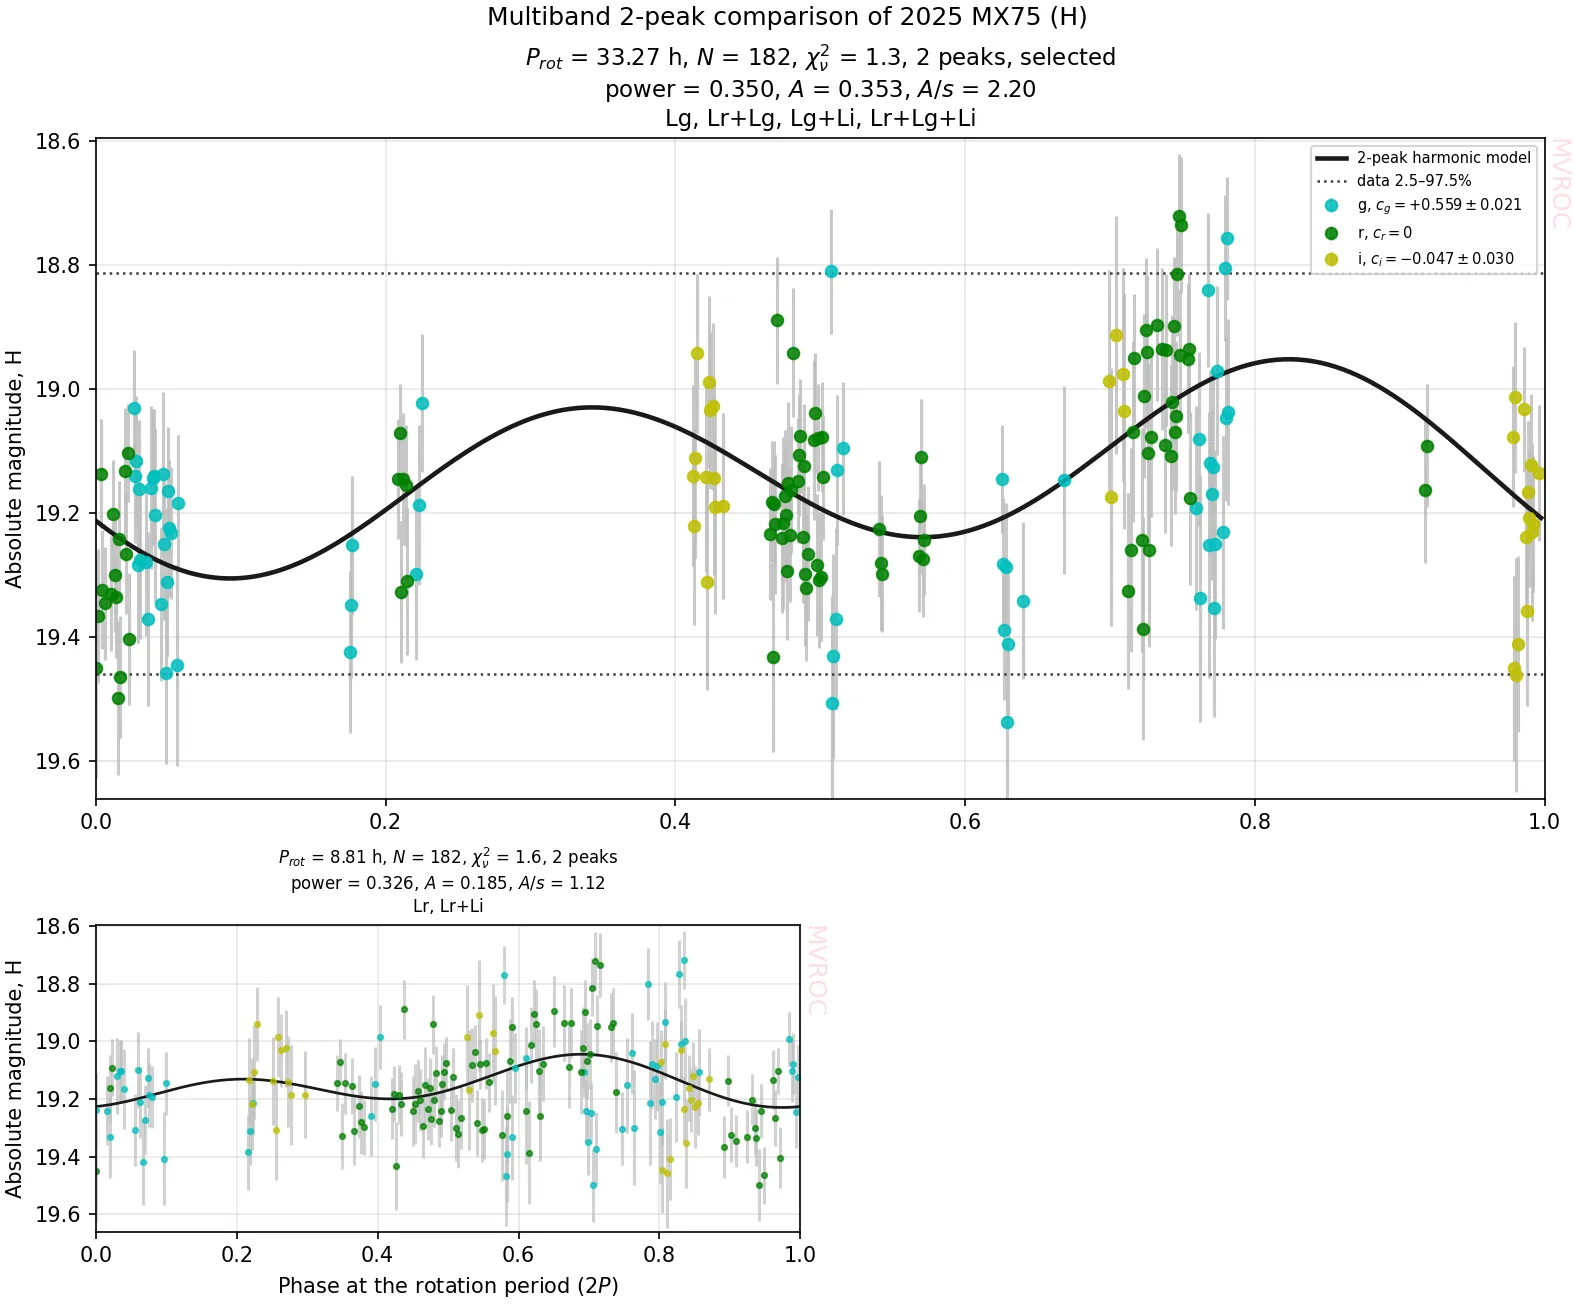 Multiband 2-peak comparison of 2025 MX75 (H)
P_rot = 33.27 h, N = 182, χ²_ν = 1.3, 2 peaks, selected
power = 0.350, A = 0.353, A/s = 2.20
Lg, Lr+Lg, Lg+Li, Lr+Lg+Li
MVROC
2-peak harmonic model
data 2.5–97.5%
g, c_g = +0.559 ± 0.021
r, c_r = 0
i, c_i = −0.047 ± 0.030
Absolute magnitude, H
18.6
18.8
19.0
19.2
19.4
19.6
0.0 0.2 0.4 0.6 0.8 1.0
P_rot = 8.81 h, N = 182, χ²_ν = 1.6, 2 peaks
power = 0.326, A = 0.185, A/s = 1.12
Lr, Lr+Li
MVROC
Absolute magnitude, H
18.6
18.8
19.0
19.2
19.4
19.6
0.0 0.2 0.4 0.6 0.8 1.0
Phase at the rotation period (2P)